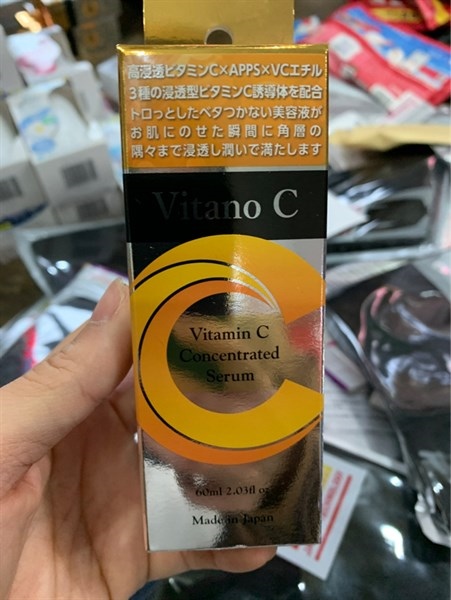 高浸透ビタミンC×APPS×VCエチル
3種の浸透型ビタミンC誘導体を配合
トロっとしたベタつかない美容液が
お肌にのせた瞬間に角層の
隅々まで浸透し潤いで満たします
Vitano C
Vitamin C
Concentrated
Serum
60ml 2.03fl oz
Made in Japan